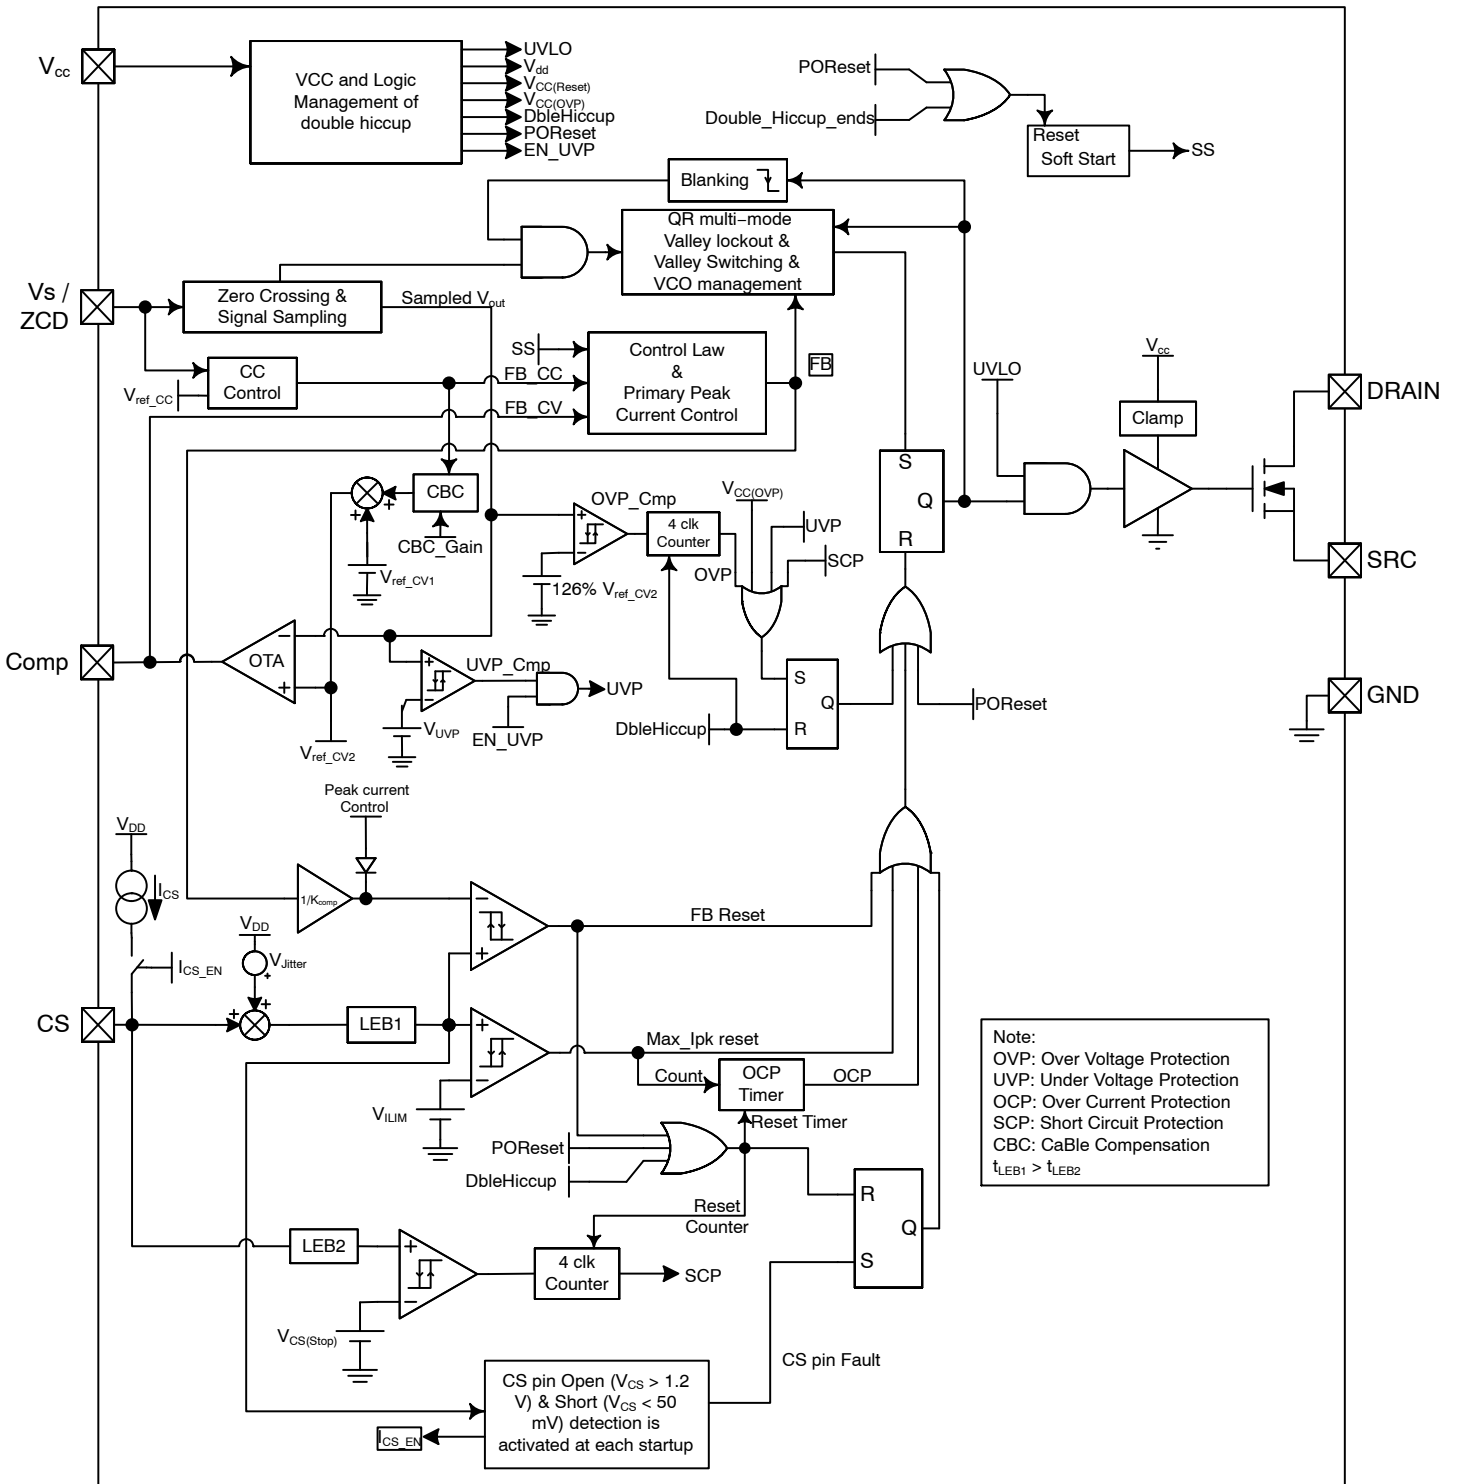 Vcc
VCC and Logic
Management of
double hiccup
UVLO
Vdd
VCC(Reset)
VCC(OVP)
DbleHiccup
POReset
EN_UVP
POReset
Double_Hiccup_ends
Reset
Soft Start
SS
Blanking
QR multi−mode
Valley lockout &
Valley Switching &
VCO management
Vs /
ZCD
Zero Crossing &
Signal Sampling
Sampled Vout
CC
Control
Vref_CC
SS
FB_CC
FB_CV
Control Law
&
Primary Peak
Current Control
FB
UVLO
Vcc
Clamp
DRAIN
SRC
GND
S
Q
R
CBC
+
+
CBC_Gain
Vref_CV1
OVP_Cmp
+
−
126% Vref_CV2
4 clk
Counter
OVP
VCC(OVP)
UVP
SCP
Comp
OTA
−
+
Vref_CV2
UVP_Cmp
+
−
VUVP
EN_UVP
UVP
DbleHiccup
S
Q
R
POReset
Peak current
Control
VDD
ICS
ICS_EN
1/Kcomp
−
+
FB Reset
VDD
VJitter
+
+
+
CS
LEB1
+
−
VILIM
Max_Ipk reset
Count
OCP
Timer
OCP
Reset Timer
POReset
DbleHiccup
Reset
Counter
R
Q
S
LEB2
+
−
VCS(Stop)
4 clk
Counter
SCP
CS pin Fault
CS pin Open (VCS > 1.2
V) & Short (VCS < 50
mV) detection is
activated at each startup
ICS_EN
Note:
OVP: Over Voltage Protection
UVP: Under Voltage Protection
OCP: Over Current Protection
SCP: Short Circuit Protection
CBC: CaBle Compensation
tLEB1 > tLEB2